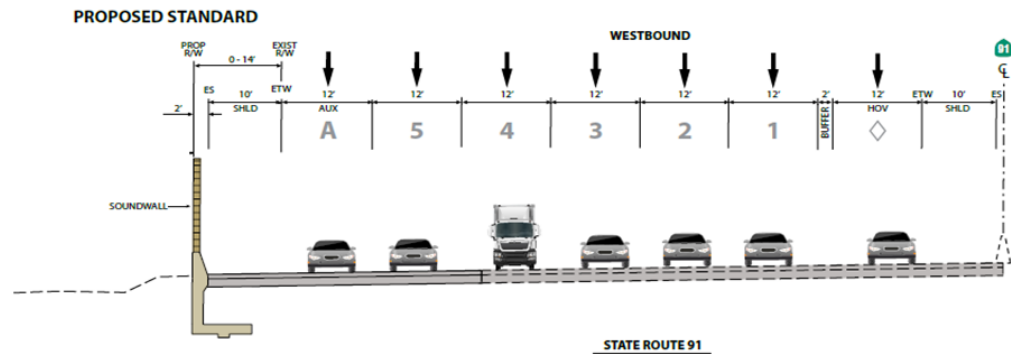 PROPOSED STANDARD
WESTBOUND
91
PROP
R/W
EXIST
R/W
0 - 14'
ES
ETW
ETW
ES
2'
10'
12'
12'
12'
12'
12'
12'
2'
12'
10'
SHLD
AUX
BUFFER
HOV
SHLD
A
5
4
3
2
1
SOUNDWALL
STATE ROUTE 91